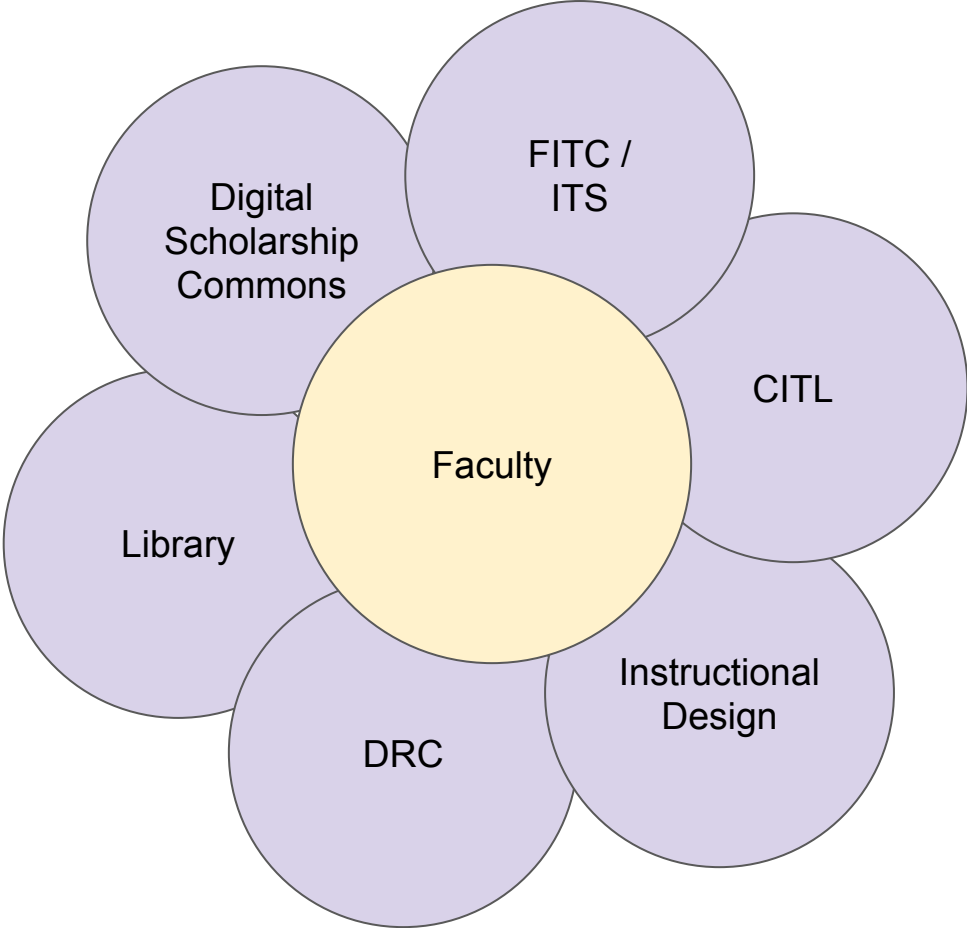 FITC /
ITS
Digital
Scholarship
Commons
CITL
Faculty
Library
Instructional
Design
DRC